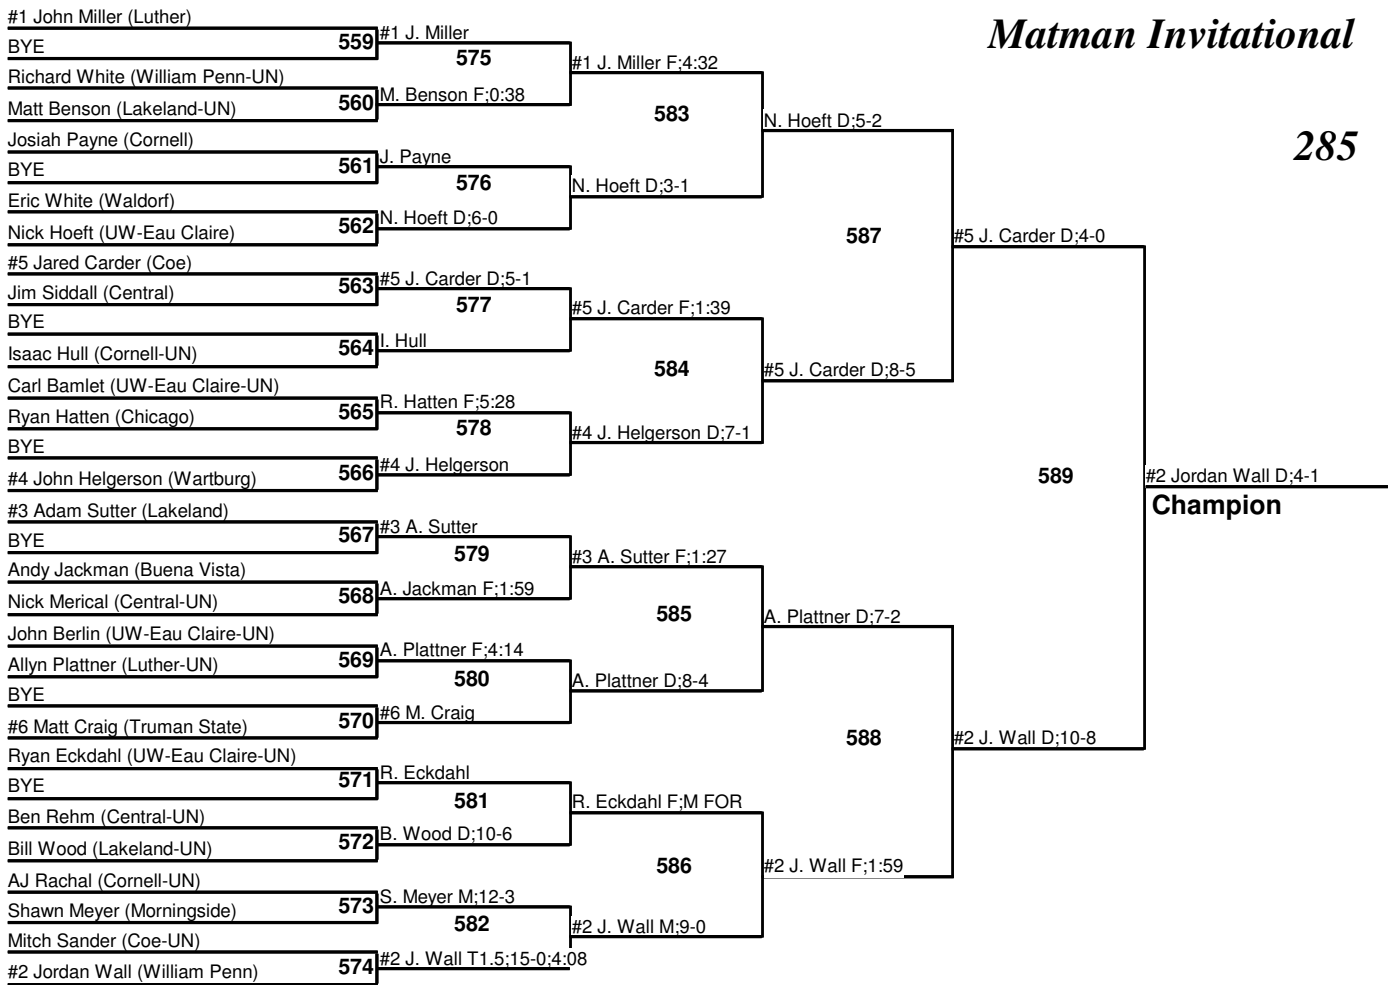 Matman Invitational
285
#1 John Miller (Luther)
BYE
Richard White (William Penn-UN)
Matt Benson (Lakeland-UN)
Josiah Payne (Cornell)
BYE
Eric White (Waldorf)
Nick Hoeft (UW-Eau Claire)
#5 Jared Carder (Coe)
Jim Siddall (Central)
BYE
Isaac Hull (Cornell-UN)
Carl Bamlet (UW-Eau Claire-UN)
Ryan Hatten (Chicago)
BYE
#4 John Helgerson (Wartburg)
#3 Adam Sutter (Lakeland)
BYE
Andy Jackman (Buena Vista)
Nick Merical (Central-UN)
John Berlin (UW-Eau Claire-UN)
Allyn Plattner (Luther-UN)
BYE
#6 Matt Craig (Truman State)
Ryan Eckdahl (UW-Eau Claire-UN)
BYE
Ben Rehm (Central-UN)
Bill Wood (Lakeland-UN)
AJ Rachal (Cornell-UN)
Shawn Meyer (Morningside)
Mitch Sander (Coe-UN)
#2 Jordan Wall (William Penn)
559
560
561
562
563
564
565
566
567
568
569
570
571
572
573
574
#1 J. Miller
575
M. Benson F;0:38
J. Payne
576
N. Hoeft D;6-0
#5 J. Carder D;5-1
577
I. Hull
R. Hatten F;5:28
578
#4 J. Helgerson
#3 A. Sutter
579
A. Jackman F;1:59
A. Plattner F;4:14
580
#6 M. Craig
R. Eckdahl
581
B. Wood D;10-6
S. Meyer M;12-3
582
#2 J. Wall T1.5;15-0;4:08
#1 J. Miller F;4:32
583
N. Hoeft D;3-1
#5 J. Carder F;1:39
584
#4 J. Helgerson D;7-1
#3 A. Sutter F;1:27
585
A. Plattner D;8-4
R. Eckdahl F;M FOR
586
#2 J. Wall M;9-0
N. Hoeft D;5-2
587
#5 J. Carder D;8-5
A. Plattner D;7-2
588
#2 J. Wall F;1:59
#5 J. Carder D;4-0
589
#2 J. Wall D;10-8
#2 Jordan Wall D;4-1
Champion